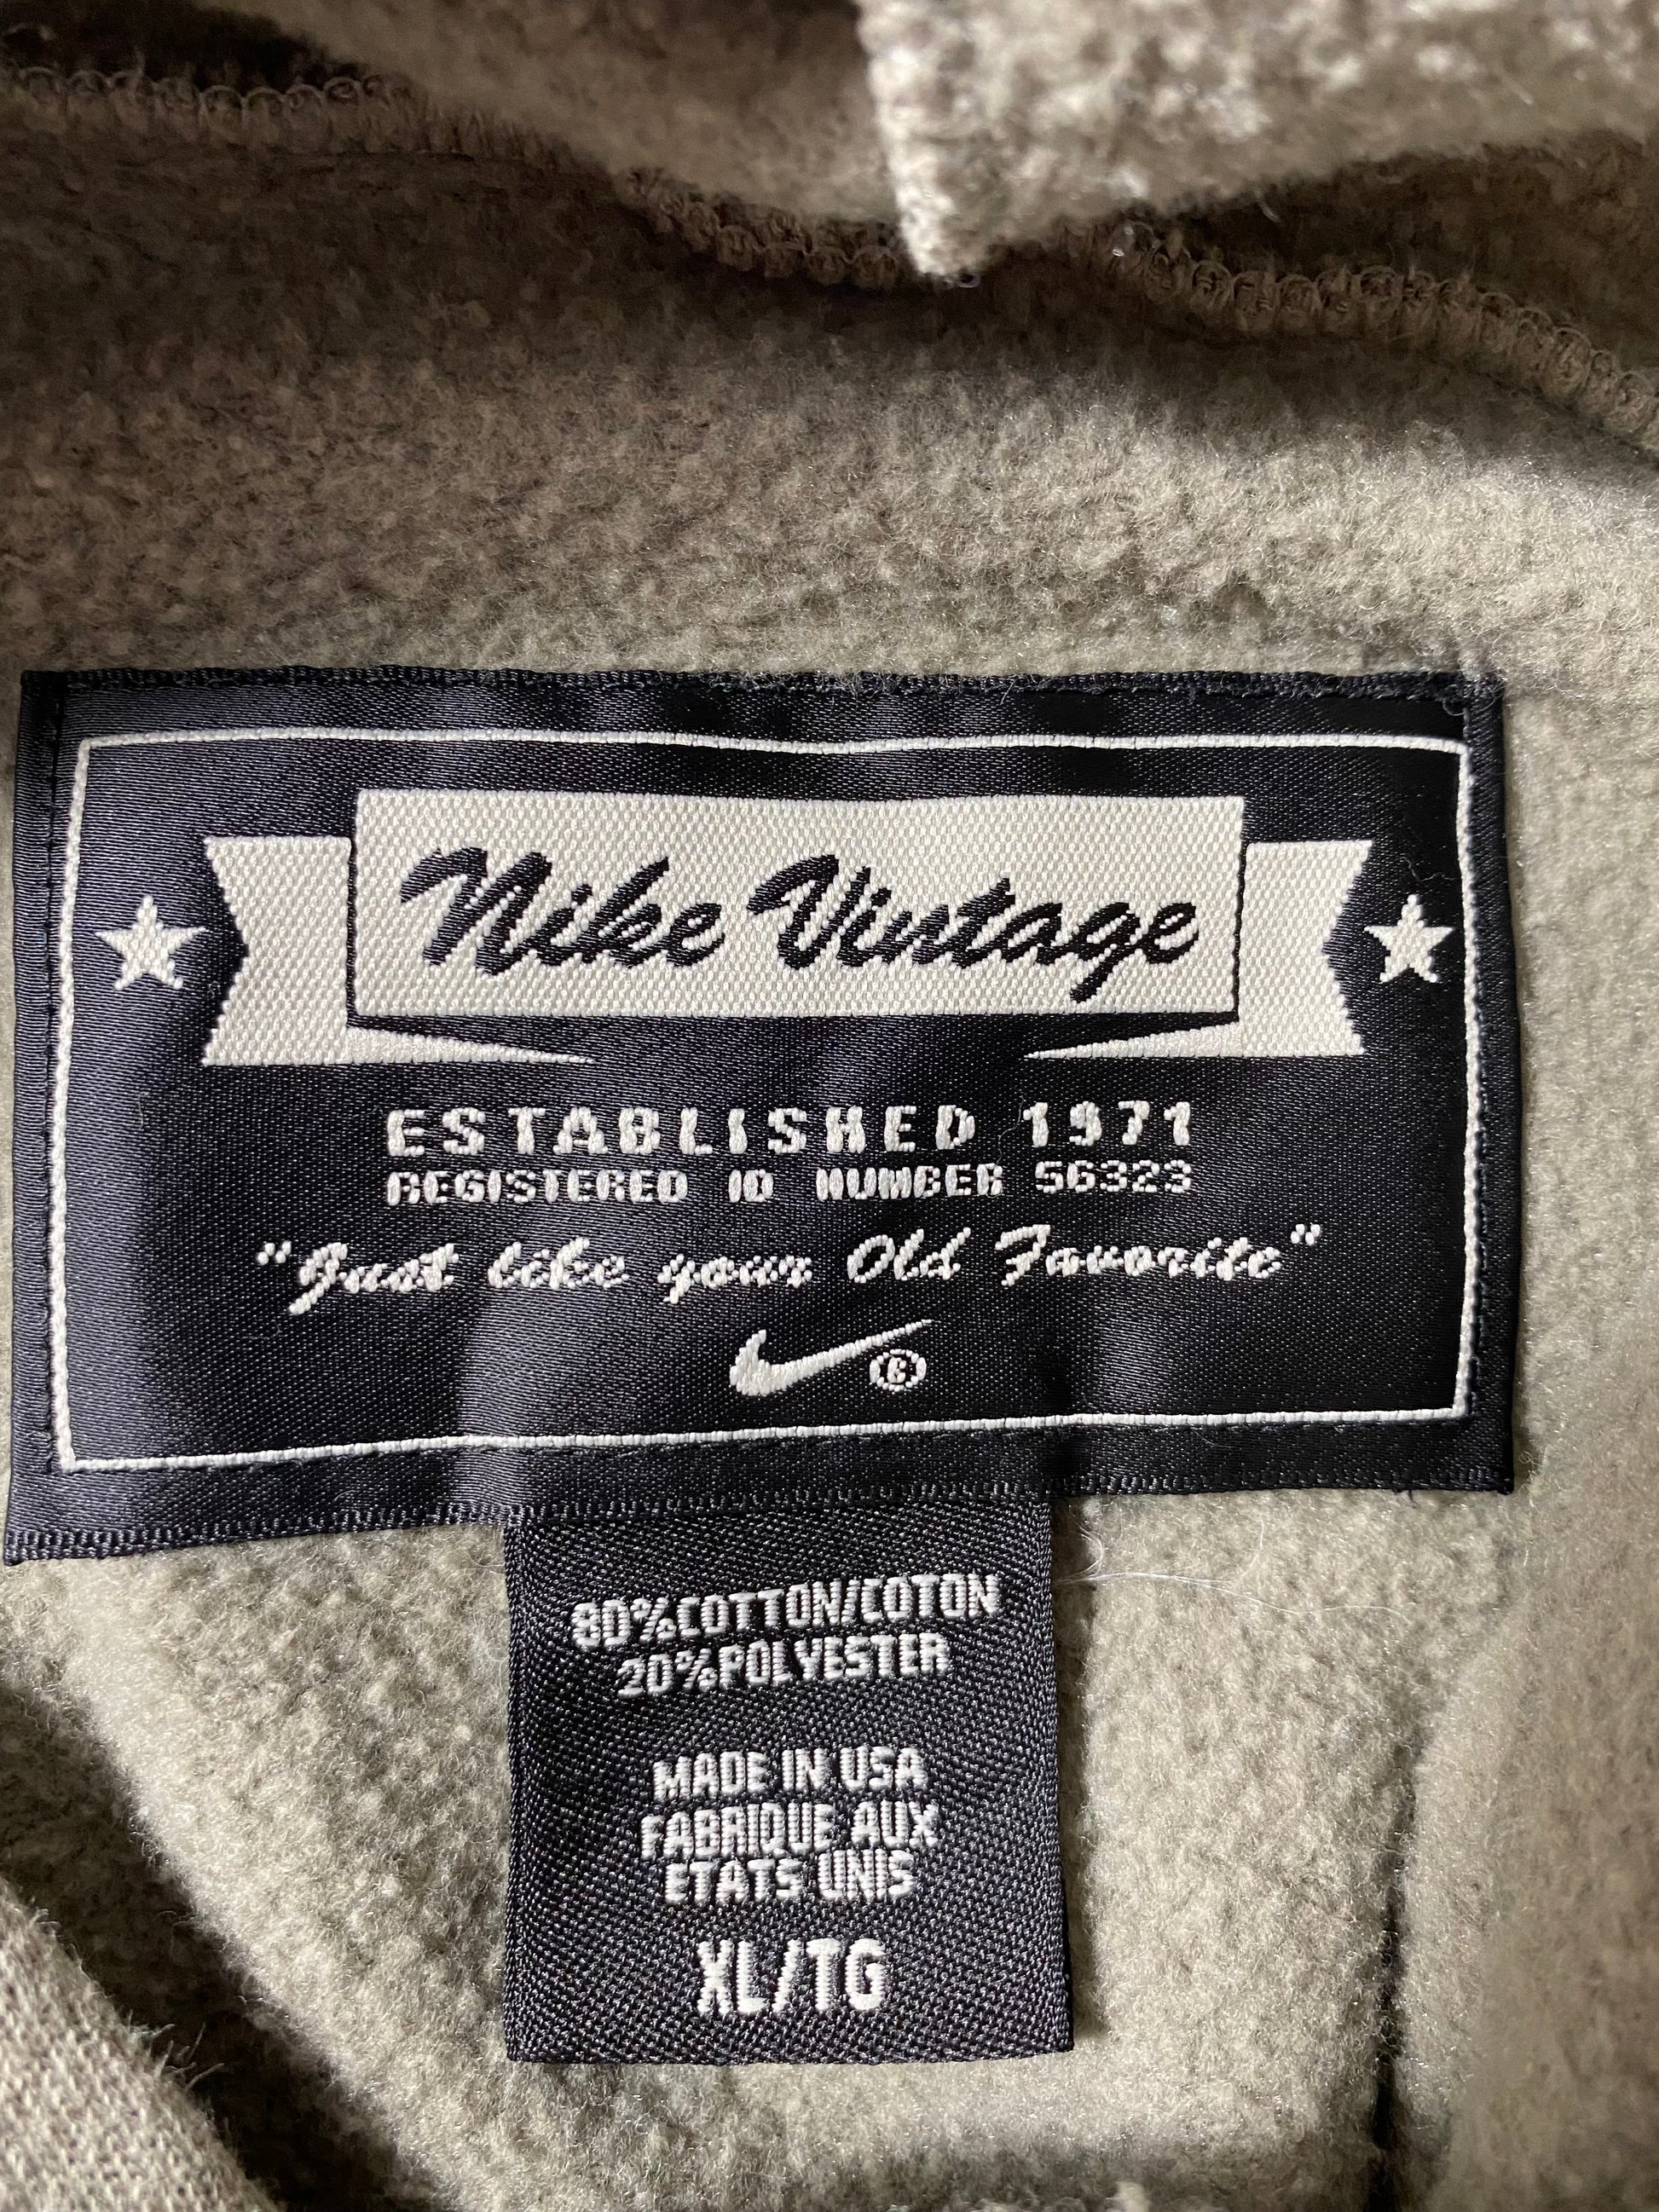 Nike Vintage
ESTABLISHED 1971
REGISTERED ID NUMBER 56323
"Just like your Old Favorite"
80%COTTON/COTON
20%POLYESTER
MADE IN USA
FABRIQUE AUX
ETATS UNIS
XL/TG